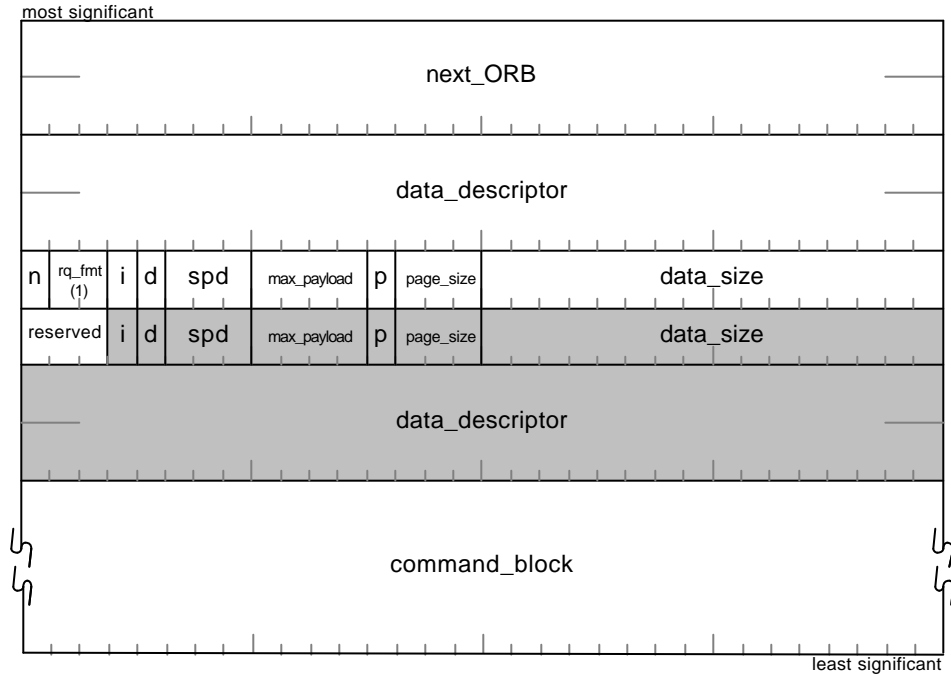 most significant
next_ORB
data_descriptor
n rq_fmt (1) i d spd max_payload p page_size data_size
reserved i d spd max_payload p page_size data_size
data_descriptor
command_block
least significant